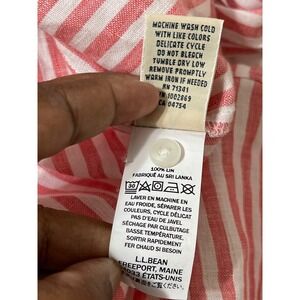 MACHINE WASH COLD
WITH LIKE COLORS
DELICATE CYCLE
DO NOT BLEACH
TUMBLE DRY LOW
REMOVE PROMPTLY
WARM IRON IF NEEDED
RN 71341
1002869
CA 04754
100% LIN
FABRIQUÉ AU SRI LANKA
30
LAVER EN MACHINE EN
EAU FROIDE, SÉPARER LES
COULEURS, CYCLE DÉLICAT
PAS D'EAU DE JAVEL
SÉCHAGE PAR CULBUTAGE
BASSE TEMPÉRATURE
SORTIR RAPIDEMENT
FER CHAUD SI BESOIN
L.L.BEAN
FREEPORT, MAINE
ÉTATS-UNIS